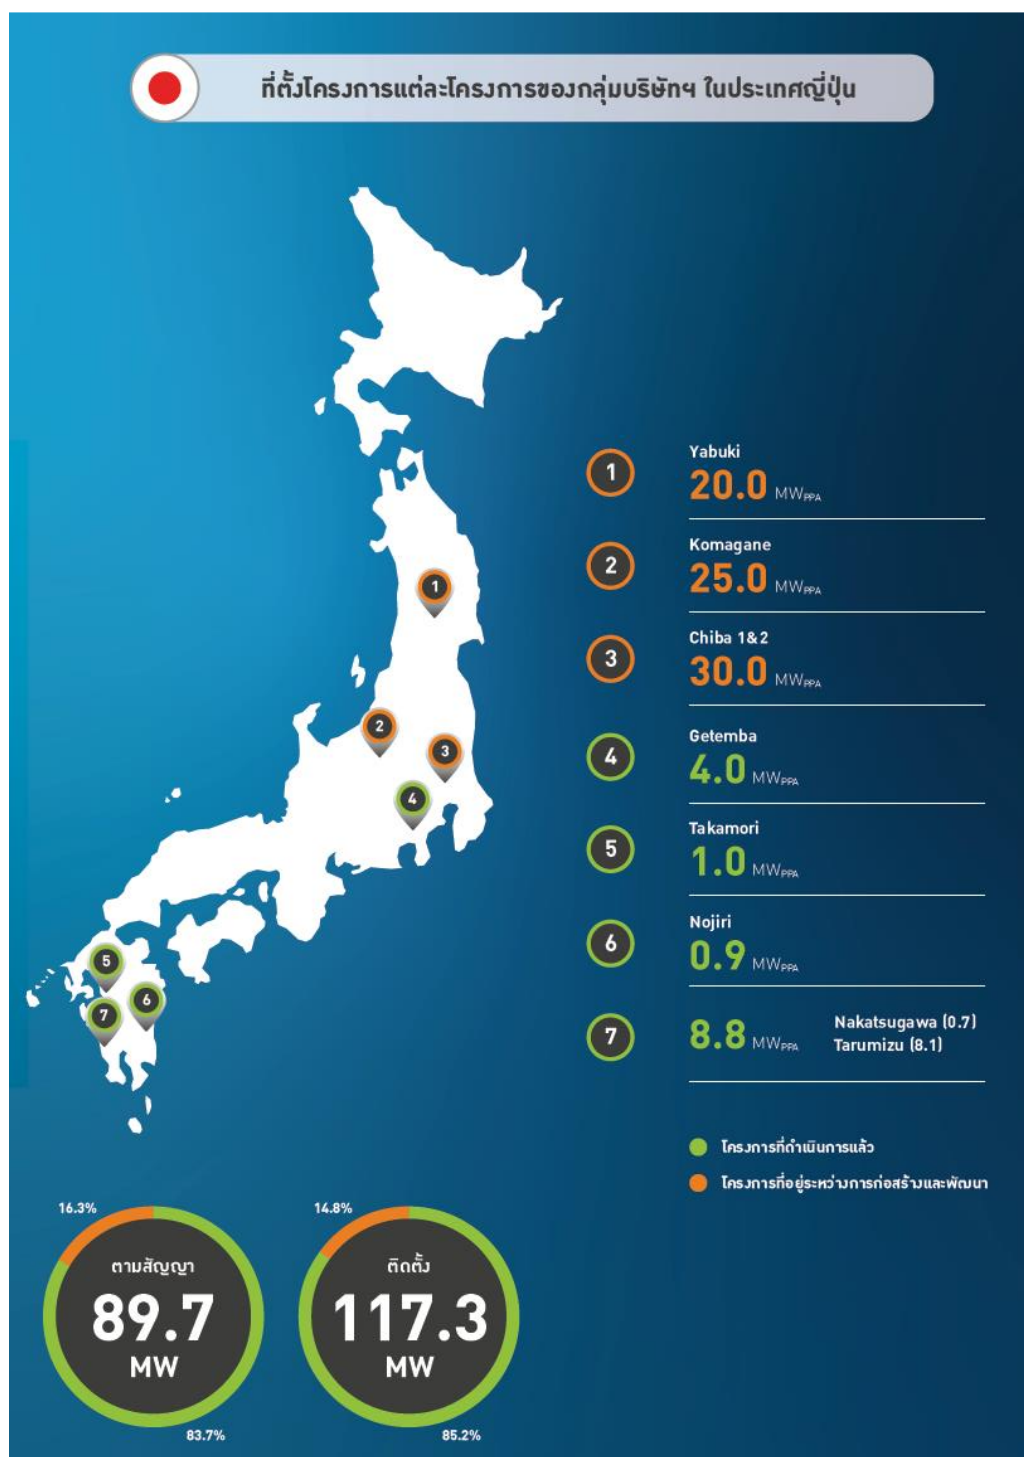 ที่ตั้งโครงการแต่ละโครงการของกลุ่มบริษัทฯ ในประเทศญี่ปุ่น
1
2
3
4
5
6
7
1
Yabuki
20.0 MWPPA
2
Komagane
25.0 MWPPA
3
Chiba 1&2
30.0 MWPPA
4
Getemba
4.0 MWPPA
5
Takamori
1.0 MWPPA
6
Nojiri
0.9 MWPPA
7
8.8 MWPPA
Nakatsugawa (0.7)
Tarumizu (8.1)
โครงการที่ดำเนินการแล้ว
โครงการที่อยู่ระหว่างการก่อสร้างและพัฒนา
16.3%
ตามสัญญา
89.7
MW
83.7%
14.8%
ติดตั้ง
117.3
MW
85.2%